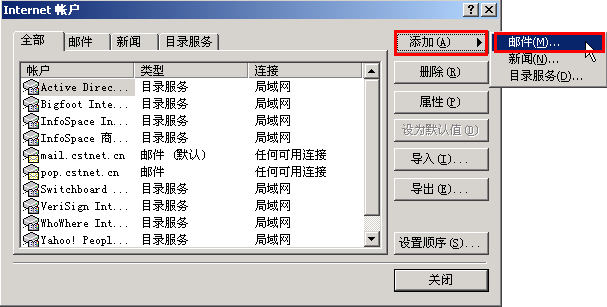 Internet 帐户
全部 邮件 新闻 目录服务
添加(A)
邮件(M)...
新闻(N)...
目录服务(D)...
帐户 类型 连接
Active Direc... 目录服务 局域网
Bigfoot Inte... 目录服务 局域网
InfoSpace In... 目录服务 局域网
InfoSpace 商... 目录服务 局域网
mail.cstnet.cn 邮件 (默认) 任何可用连接
pop.cstnet.cn 邮件 任何可用连接
Switchboard ... 目录服务 局域网
VeriSign Int... 目录服务 局域网
WhoWhere Int... 目录服务 局域网
Yahoo! Peopl... 目录服务 局域网
删除(R)
属性(P)
设为默认值(D)
导入(I)...
导出(E)...
设置顺序(S)...
关闭